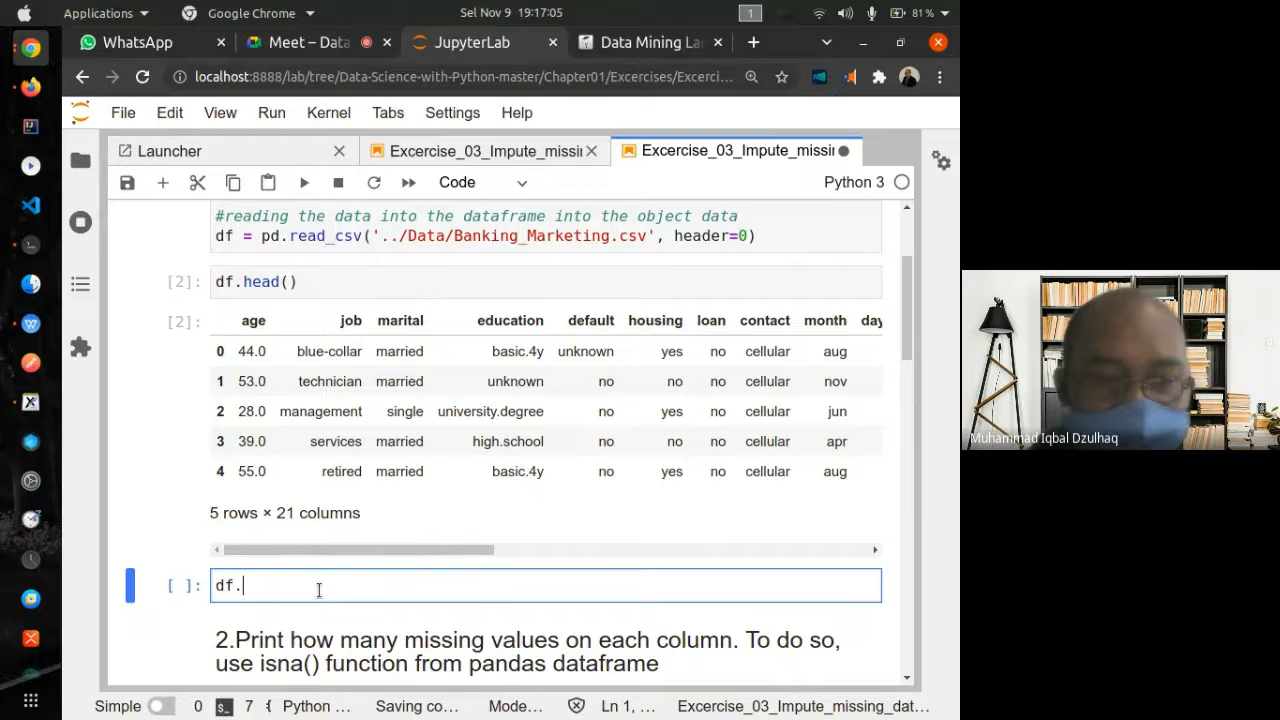 Applications Google Chrome Sel Nov 9 19:17:05 1 81 %
WhatsApp Meet – Data JupyterLab Data Mining La
localhost:8888/lab/tree/Data-Science-with-Python-master/Chapter01/Excercises/Excerci…
File Edit View Run Kernel Tabs Settings Help
Launcher Excercise_03_Impute_missi Excercise_03_Impute_missi
Code Python 3
#reading the data into the dataframe into the object data
df = pd.read_csv('../Data/Banking_Marketing.csv', header=0)
[2]: df.head()
[2]: age job marital education default housing loan contact month day
0 44.0 blue-collar married basic.4y unknown yes no cellular aug
1 53.0 technician married unknown no no no cellular nov
2 28.0 management single university.degree no yes no cellular jun
3 39.0 services married high.school no no no cellular apr
4 55.0 retired married basic.4y no yes no cellular aug
5 rows × 21 columns
[ ]: df.
2.Print how many missing values on each column. To do so,
use isna() function from pandas dataframe
Simple 0 7 Python … Saving co… Mode… Ln 1, … Excercise_03_Impute_missing_dat…
Muhammad Iqbal Dzulhaq